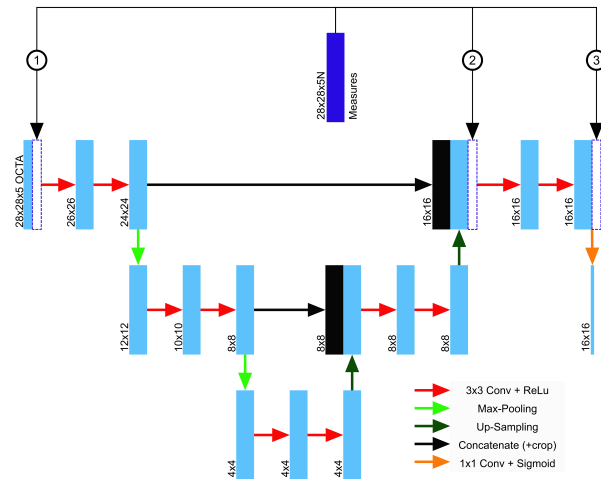 1
2
3
28x28x5N
Measures
28x28x5 OCTA
26x26
24x24
16x16
16x16
16x16
12x12
10x10
8x8
8x8
8x8
8x8
16x16
4x4
4x4
4x4
3x3 Conv + ReLu
Max-Pooling
Up-Sampling
Concatenate (+crop)
1x1 Conv + Sigmoid